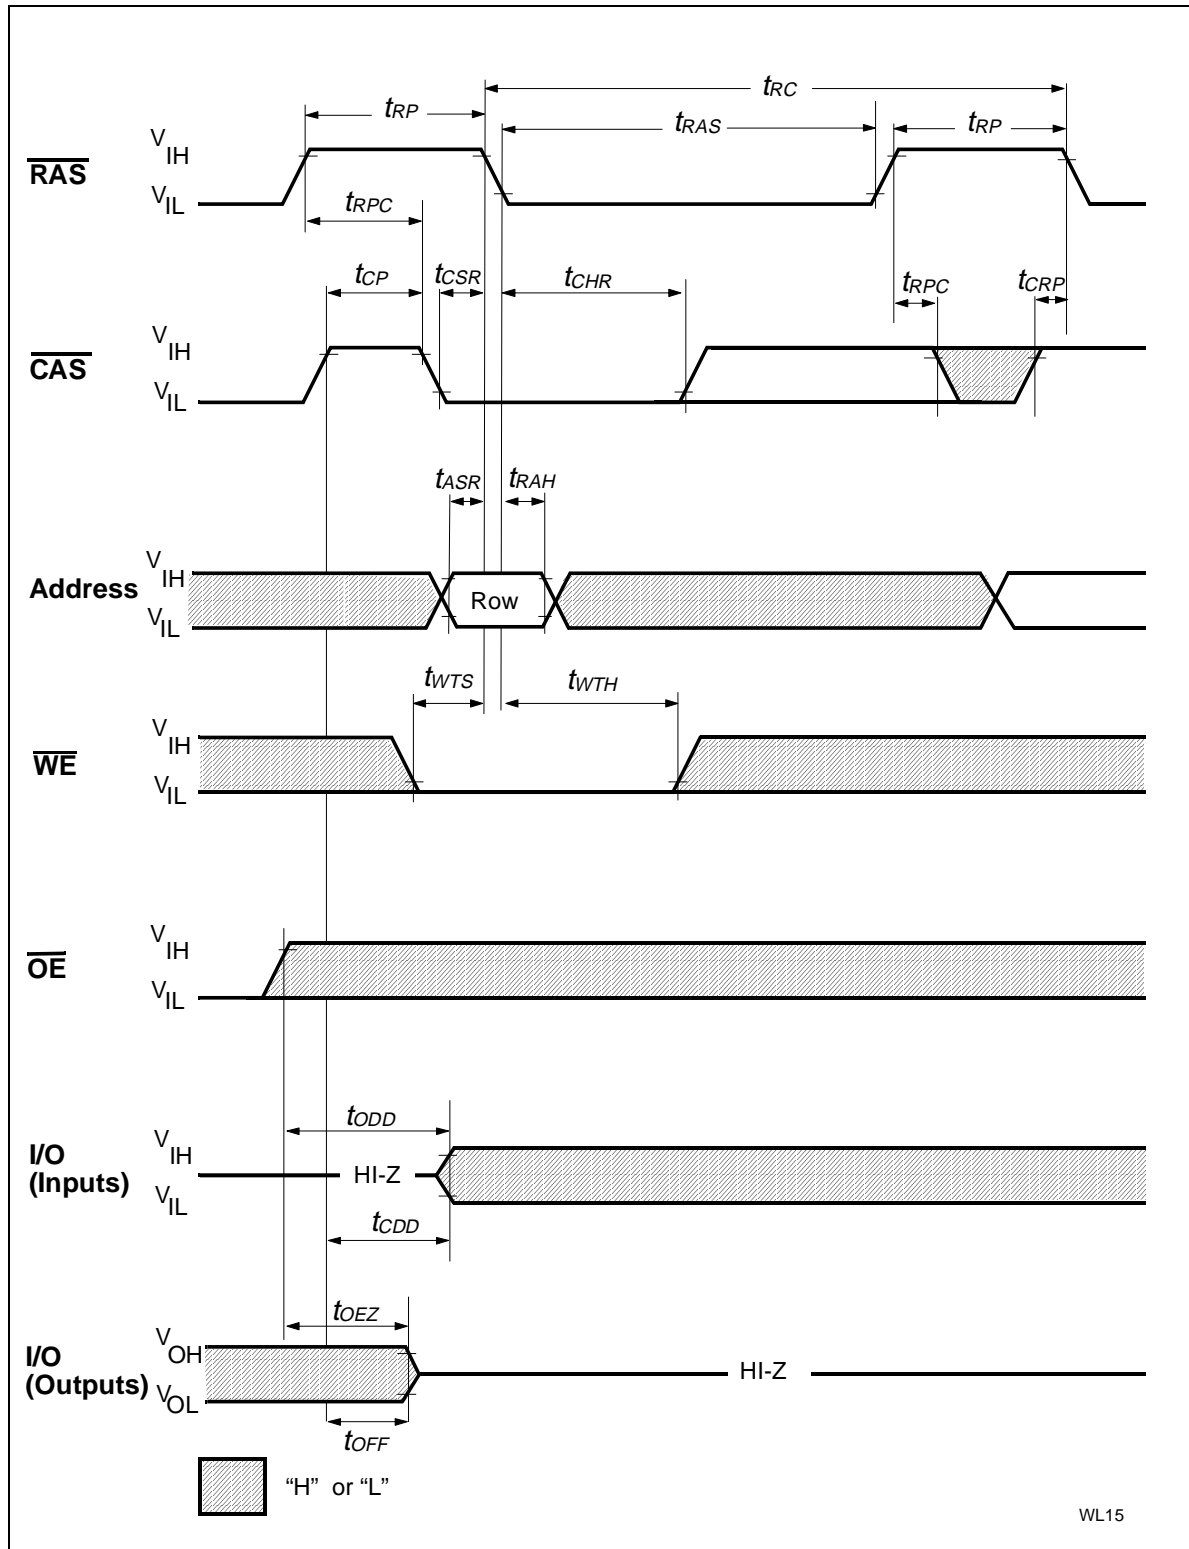 tRC
tRP
tRAS
tRP
RAS
VIH
VIL
tRPC
tCP
tCSR
tCHR
tRPC
tCRP
CAS
VIH
VIL
tASR
tRAH
Address
VIH
VIL
Row
tWTS
tWTH
WE
VIH
VIL
OE
VIH
VIL
tODD
I/O
(Inputs)
VIH
VIL
HI-Z
tCDD
tOEZ
I/O
(Outputs)
VOH
VOL
HI-Z
tOFF
“H” or “L”
WL15